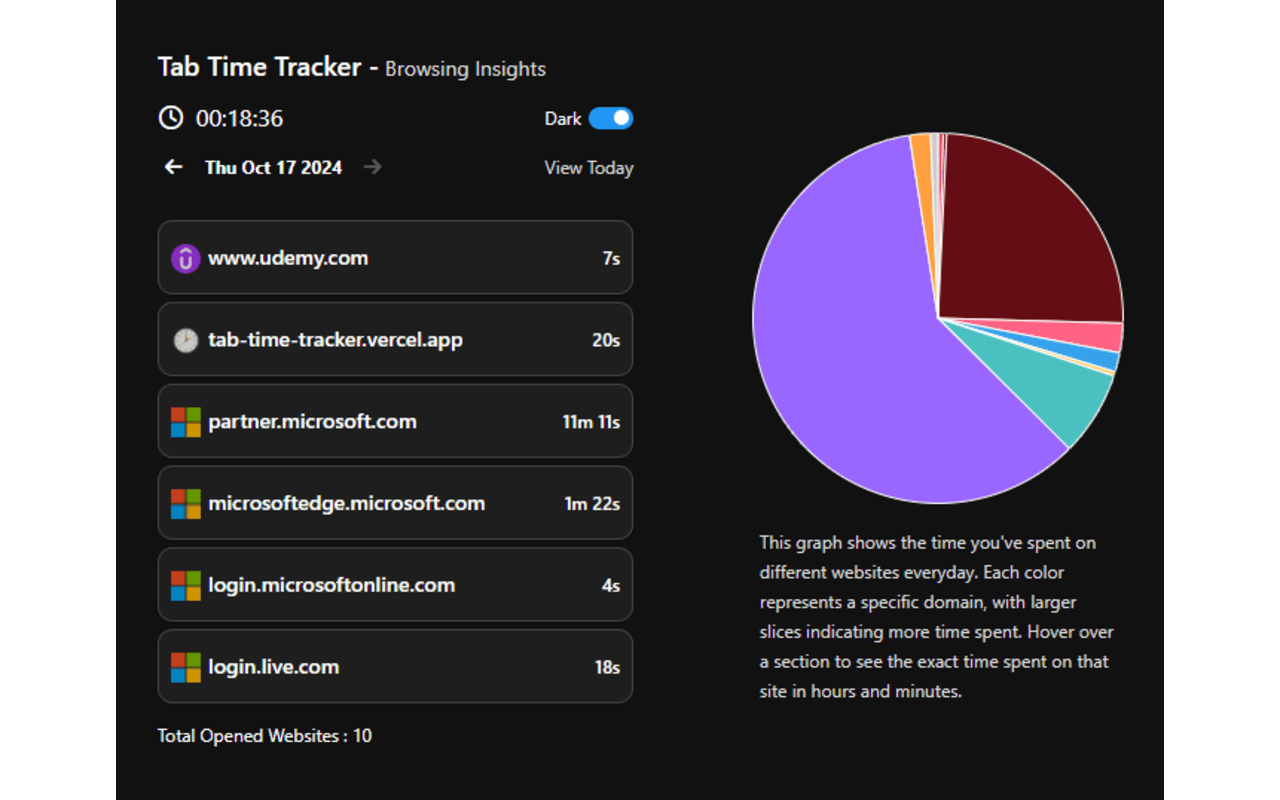 Tab Time Tracker - Browsing Insights
00:18:36
Dark
Thu Oct 17 2024
View Today
www.udemy.com 7s
tab-time-tracker.vercel.app 20s
partner.microsoft.com 11m 11s
microsoftedge.microsoft.com 1m 22s
login.microsoftonline.com 4s
login.live.com 18s
Total Opened Websites : 10
This graph shows the time you've spent on
different websites everyday. Each color
represents a specific domain, with larger
slices indicating more time spent. Hover over
a section to see the exact time spent on that
site in hours and minutes.